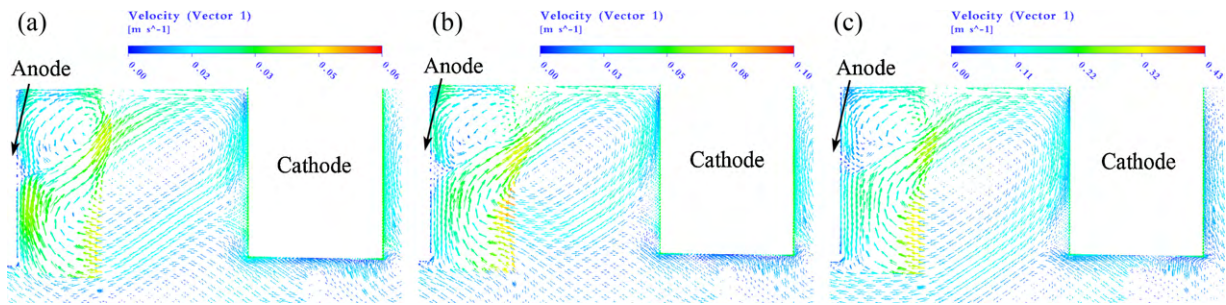 (a)
Velocity (Vector 1)
[m s^-1]
0.00 0.02 0.03 0.05 0.06
Anode
Cathode
(b)
Velocity (Vector 1)
[m s^-1]
0.00 0.03 0.05 0.08 0.10
Anode
Cathode
(c)
Velocity (Vector 1)
[m s^-1]
0.00 0.11 0.22 0.32 0.43
Anode
Cathode